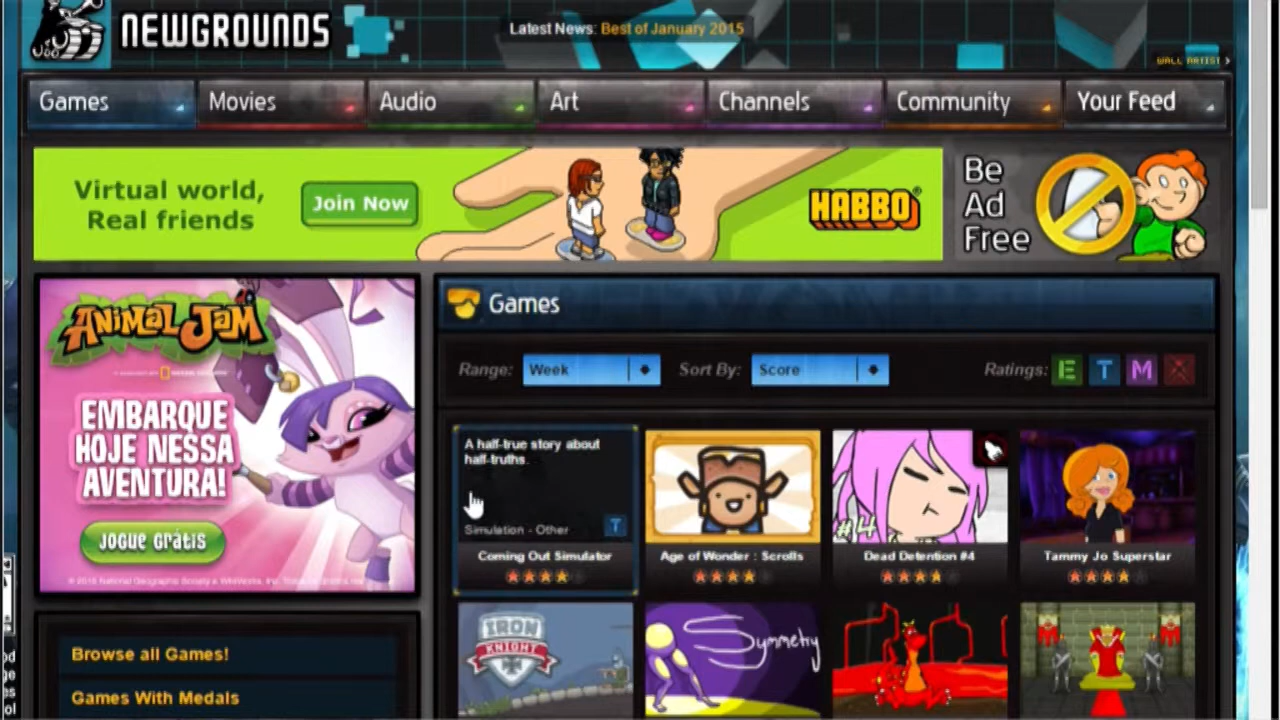 NEWGROUNDS
Latest News: Best of January 2015
WALL ARTIST >
Games
Movies
Audio
Art
Channels
Community
Your Feed
Virtual world,
Real friends
Join Now
HABBO®
Be
Ad
Free
ANIMAL JAM
EMBARQUE
HOJE NESSA
AVENTURA!
JOGUE GRÁTIS
Games
Range: Week
Sort By: Score
Ratings: E T M
A half-true story about
half-truths.
Simulation - Other T
Coming Out Simulator
Age of Wonder : Scrolls
#4
Dead Detention #4
Tammy Jo Superstar
IRON
KNIGHT
Symmetry
Browse all Games!
Games With Medals